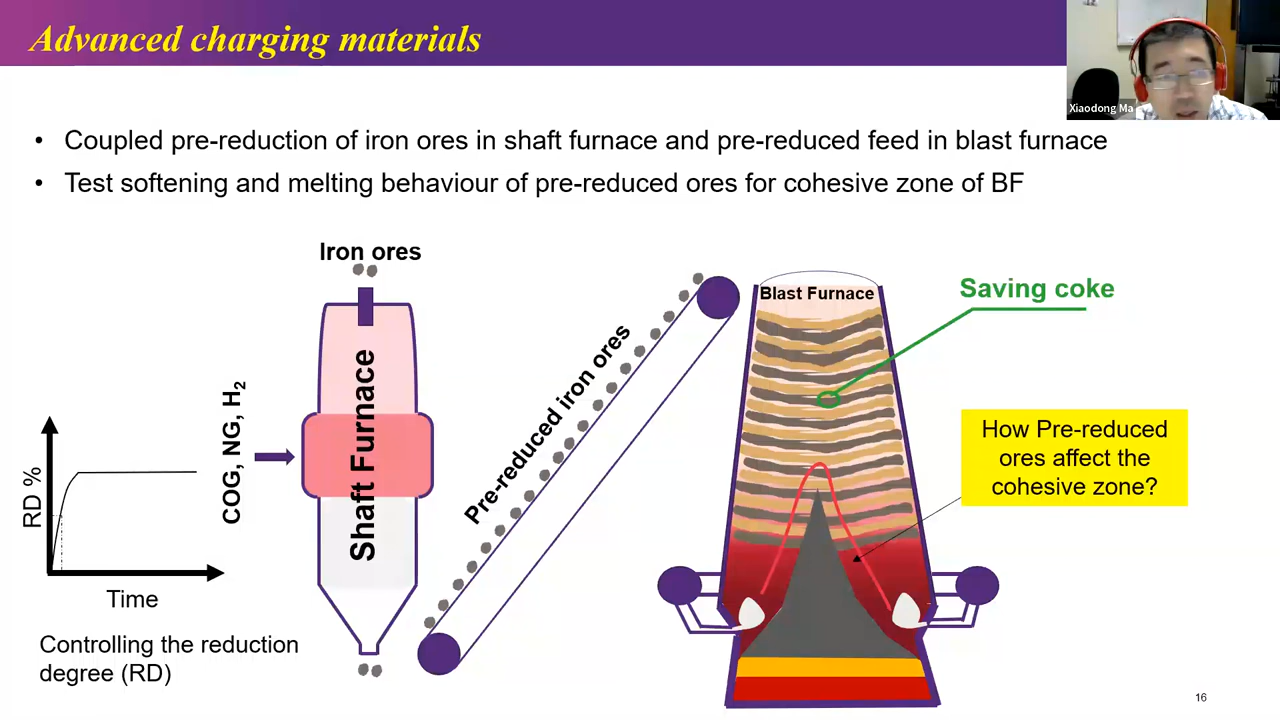 Advanced charging materials
Xiaodong Ma
• Coupled pre-reduction of iron ores in shaft furnace and pre-reduced feed in blast furnace
• Test softening and melting behaviour of pre-reduced ores for cohesive zone of BF
Iron ores
Blast Furnace
Saving coke
Pre-reduced iron ores
Shaft Furnace
COG, NG, H₂
RD %
Time
How Pre-reduced
ores affect the
cohesive zone?
Controlling the reduction
degree (RD)
16